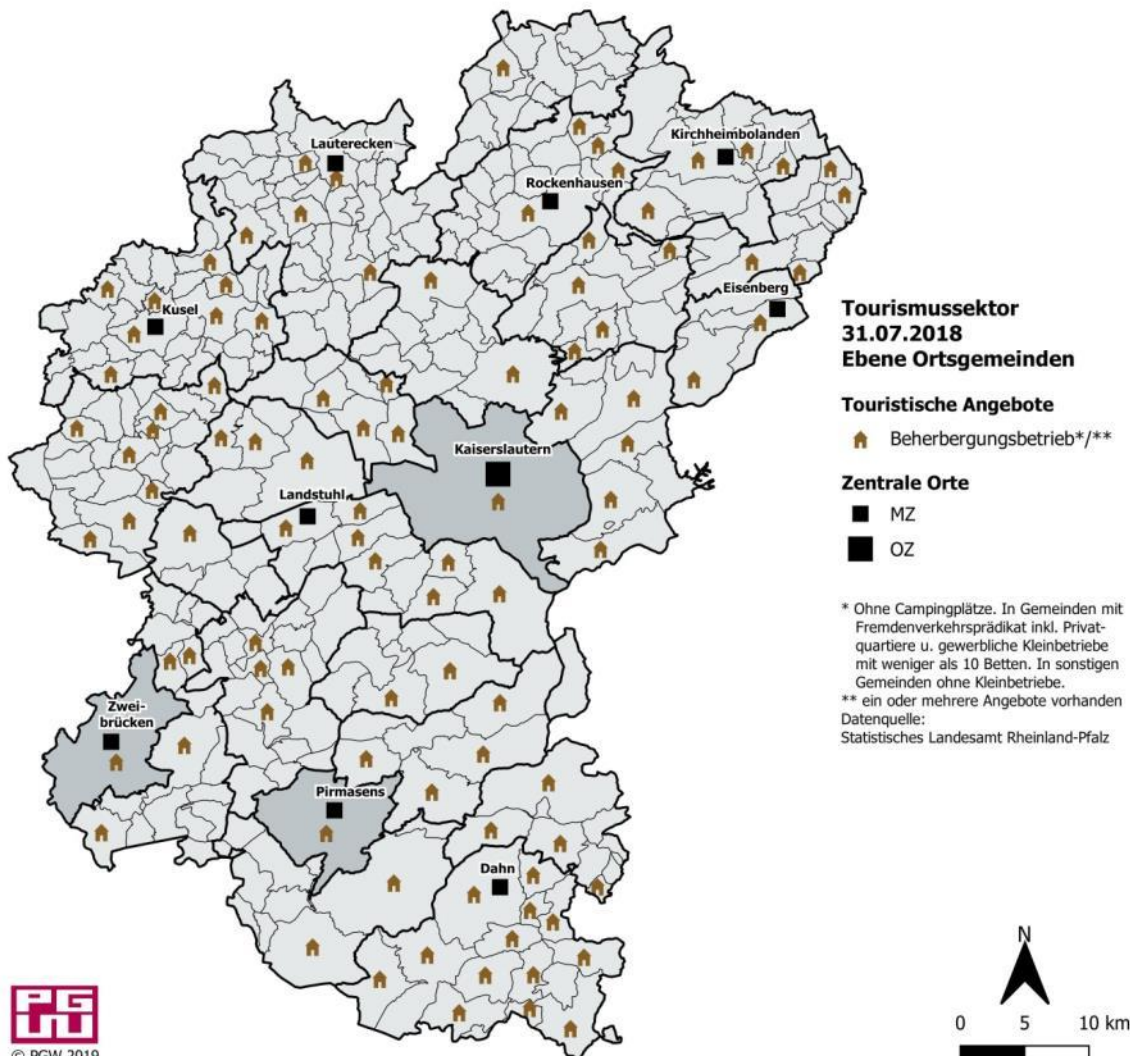 Lauterecken
Kirchheimbolanden
Rockenhausen
Eisenberg
Kusel
Kaiserslautern
Landstuhl
Zwei-
brücken
Pirmasens
Dahn
Tourismussektor
31.07.2018
Ebene Ortsgemeinden
Touristische Angebote
Beherbergungsbetrieb*/**
Zentrale Orte
MZ
OZ
* Ohne Campingplätze. In Gemeinden mit
Fremdenverkehrsprädikat inkl. Privat-
quartiere u. gewerbliche Kleinbetriebe
mit weniger als 10 Betten. In sonstigen
Gemeinden ohne Kleinbetriebe.
** ein oder mehrere Angebote vorhanden
Datenquelle:
Statistisches Landesamt Rheinland-Pfalz
N
0 5 10 km
PGW
© PGW 2019